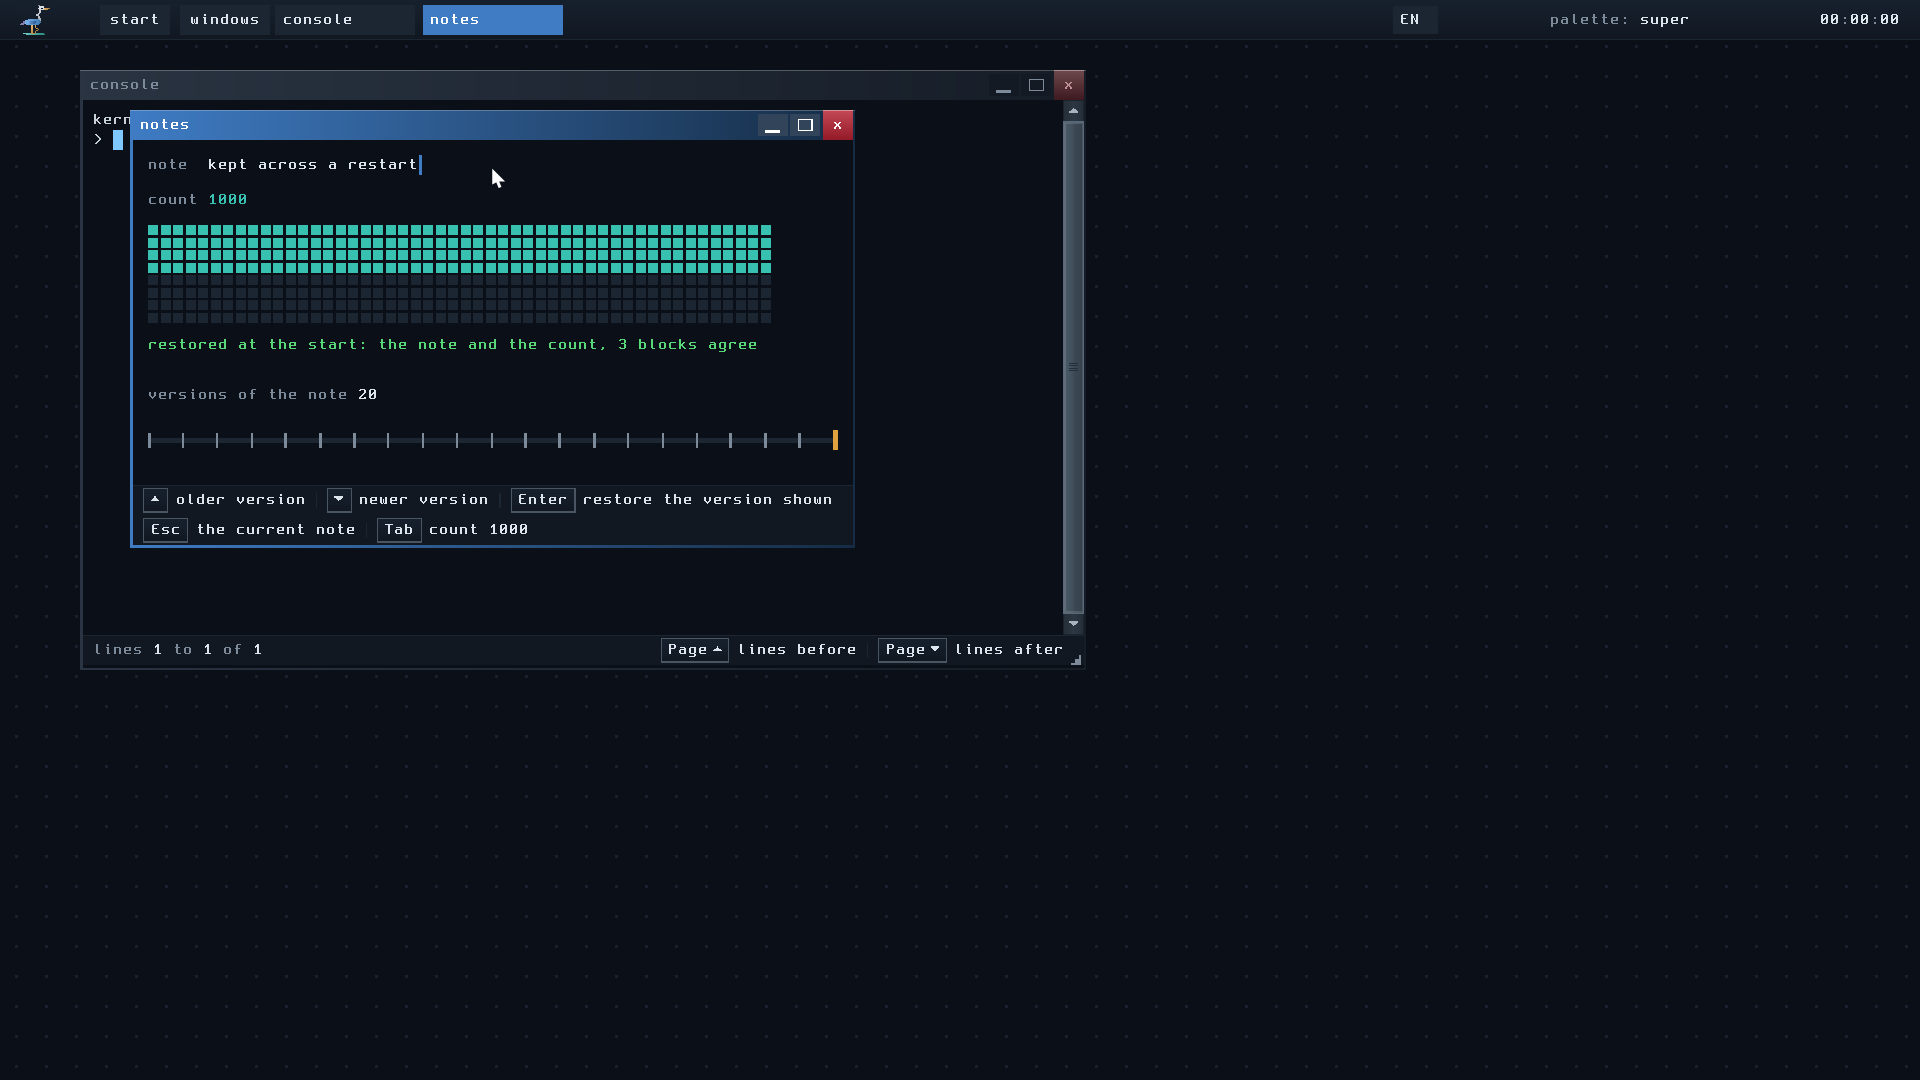 start windows console notes EN palette: super 00:00:00
console
kern
>
notes
note kept across a restart
count 1000
restored at the start: the note and the count, 3 blocks agree
versions of the note 20
older version newer version Enter restore the version shown
Esc the current note Tab count 1000
lines 1 to 1 of 1 Page lines before Page lines after